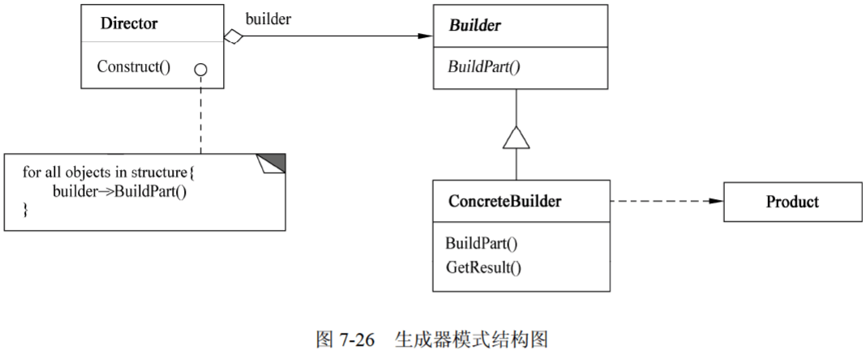 Director
Construct()
builder
Builder
BuildPart()
for all objects in structure{
builder->BuildPart()
}
ConcreteBuilder
BuildPart()
GetResult()
Product
图 7-26 生成器模式结构图